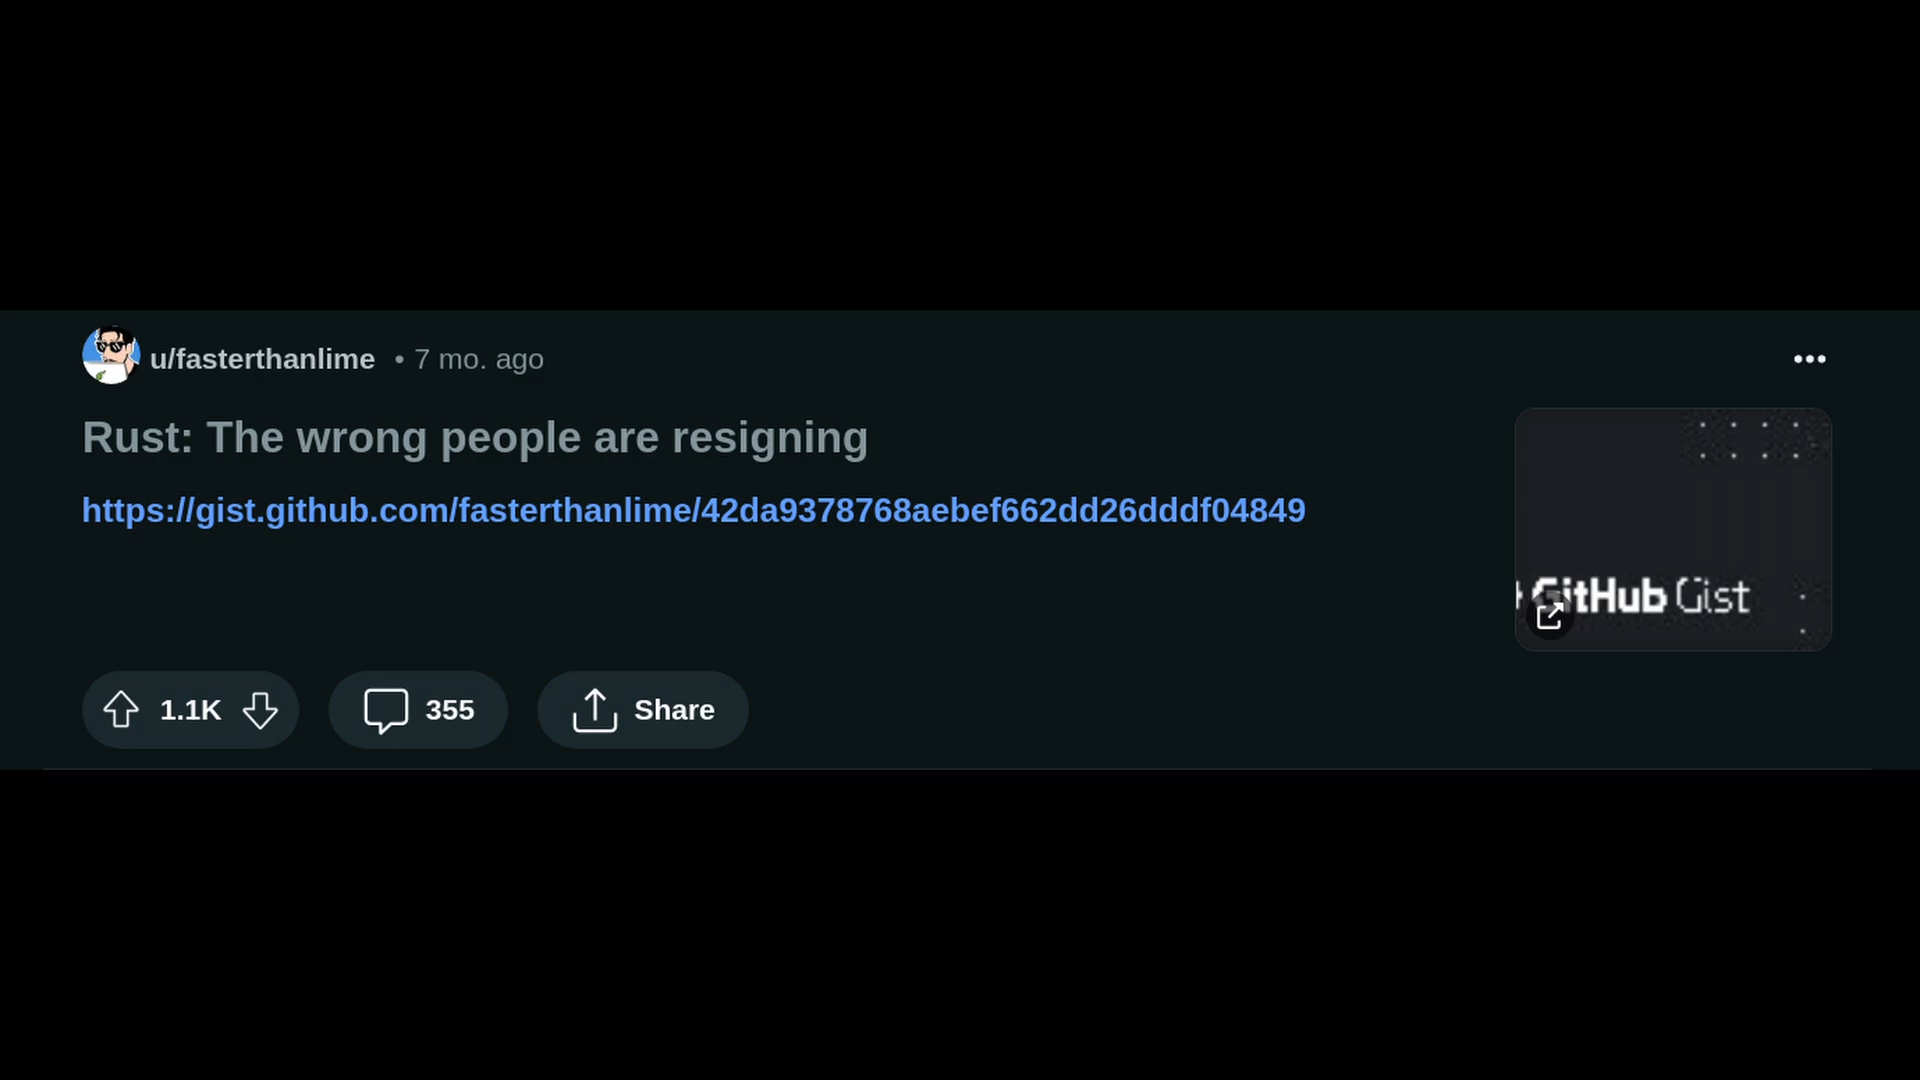 u/fasterthanlime • 7 mo. ago
Rust: The wrong people are resigning
https://gist.github.com/fasterthanlime/42da9378768aebef662dd26dddf04849
GitHub Gist
1.1K
355
Share